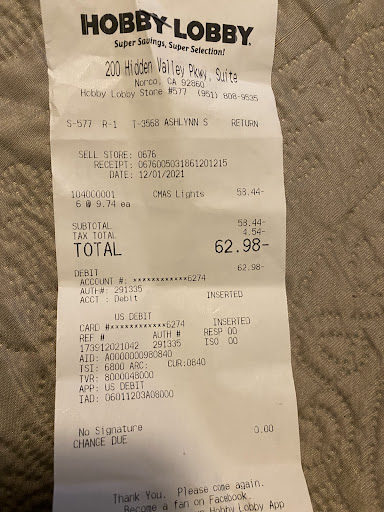 HOBBY LOBBY
Super Savings, Super Selection!
200 Hidden Valley Pkwy, Suite
Norco, CA 92860
Hobby Lobby Store #577 (951) 808-9535
S-577 R-1 T-3568 ASHLYNN S RETURN
SELL STORE: 0676
RECEIPT: 0676005031861201215
DATE: 12/01/2021
104000001 CMAS Lights 58.44-
6 @ 9.74 ea
SUBTOTAL 58.44-
TAX TOTAL 4.54-
TOTAL 62.98-
DEBIT 62.98-
ACCOUNT #: ************6274
AUTH#: 291335
ACCT : Debit INSERTED
US DEBIT
CARD #************6274 INSERTED
REF # AUTH # RESP 00
173912021042 291335 ISO 00
AID: A0000000980840
TSI: 6800 ARC: CUR:0840
TVR: 8000048000
APP: US DEBIT
IAD: 06011203A08000
No Signature 0.00
CHANGE DUE
Thank You. Please come again.
Become a fan on Facebook.
Hobby Lobby App